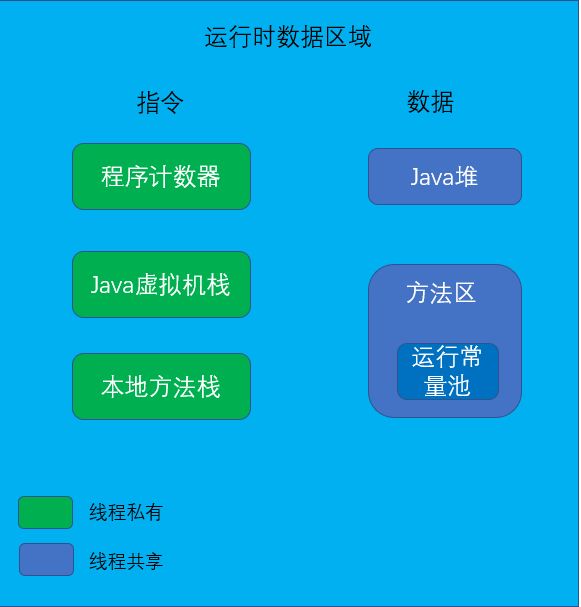 运行时数据区域
指令
数据
程序计数器
Java堆
Java虚拟机栈
方法区
运行常
量池
本地方法栈
线程私有
线程共享